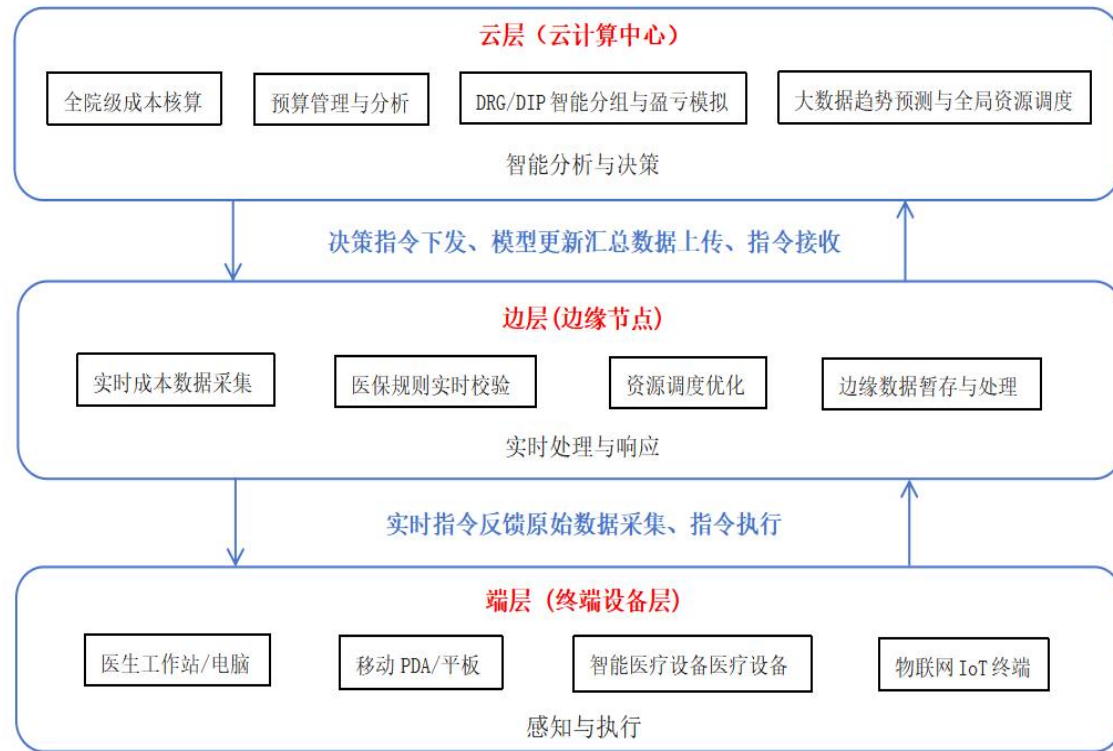 云层（云计算中心）
全院级成本核算 预算管理与分析 DRG/DIP 智能分组与盈亏模拟 大数据趋势预测与全局资源调度
智能分析与决策
决策指令下发、模型更新汇总数据上传、指令接收
边层(边缘节点)
实时成本数据采集 医保规则实时校验 资源调度优化 边缘数据暂存与处理
实时处理与响应
实时指令反馈原始数据采集、指令执行
端层 (终端设备层)
医生工作站/电脑 移动 PDA/平板 智能医疗设备医疗设备 物联网 IoT 终端
感知与执行